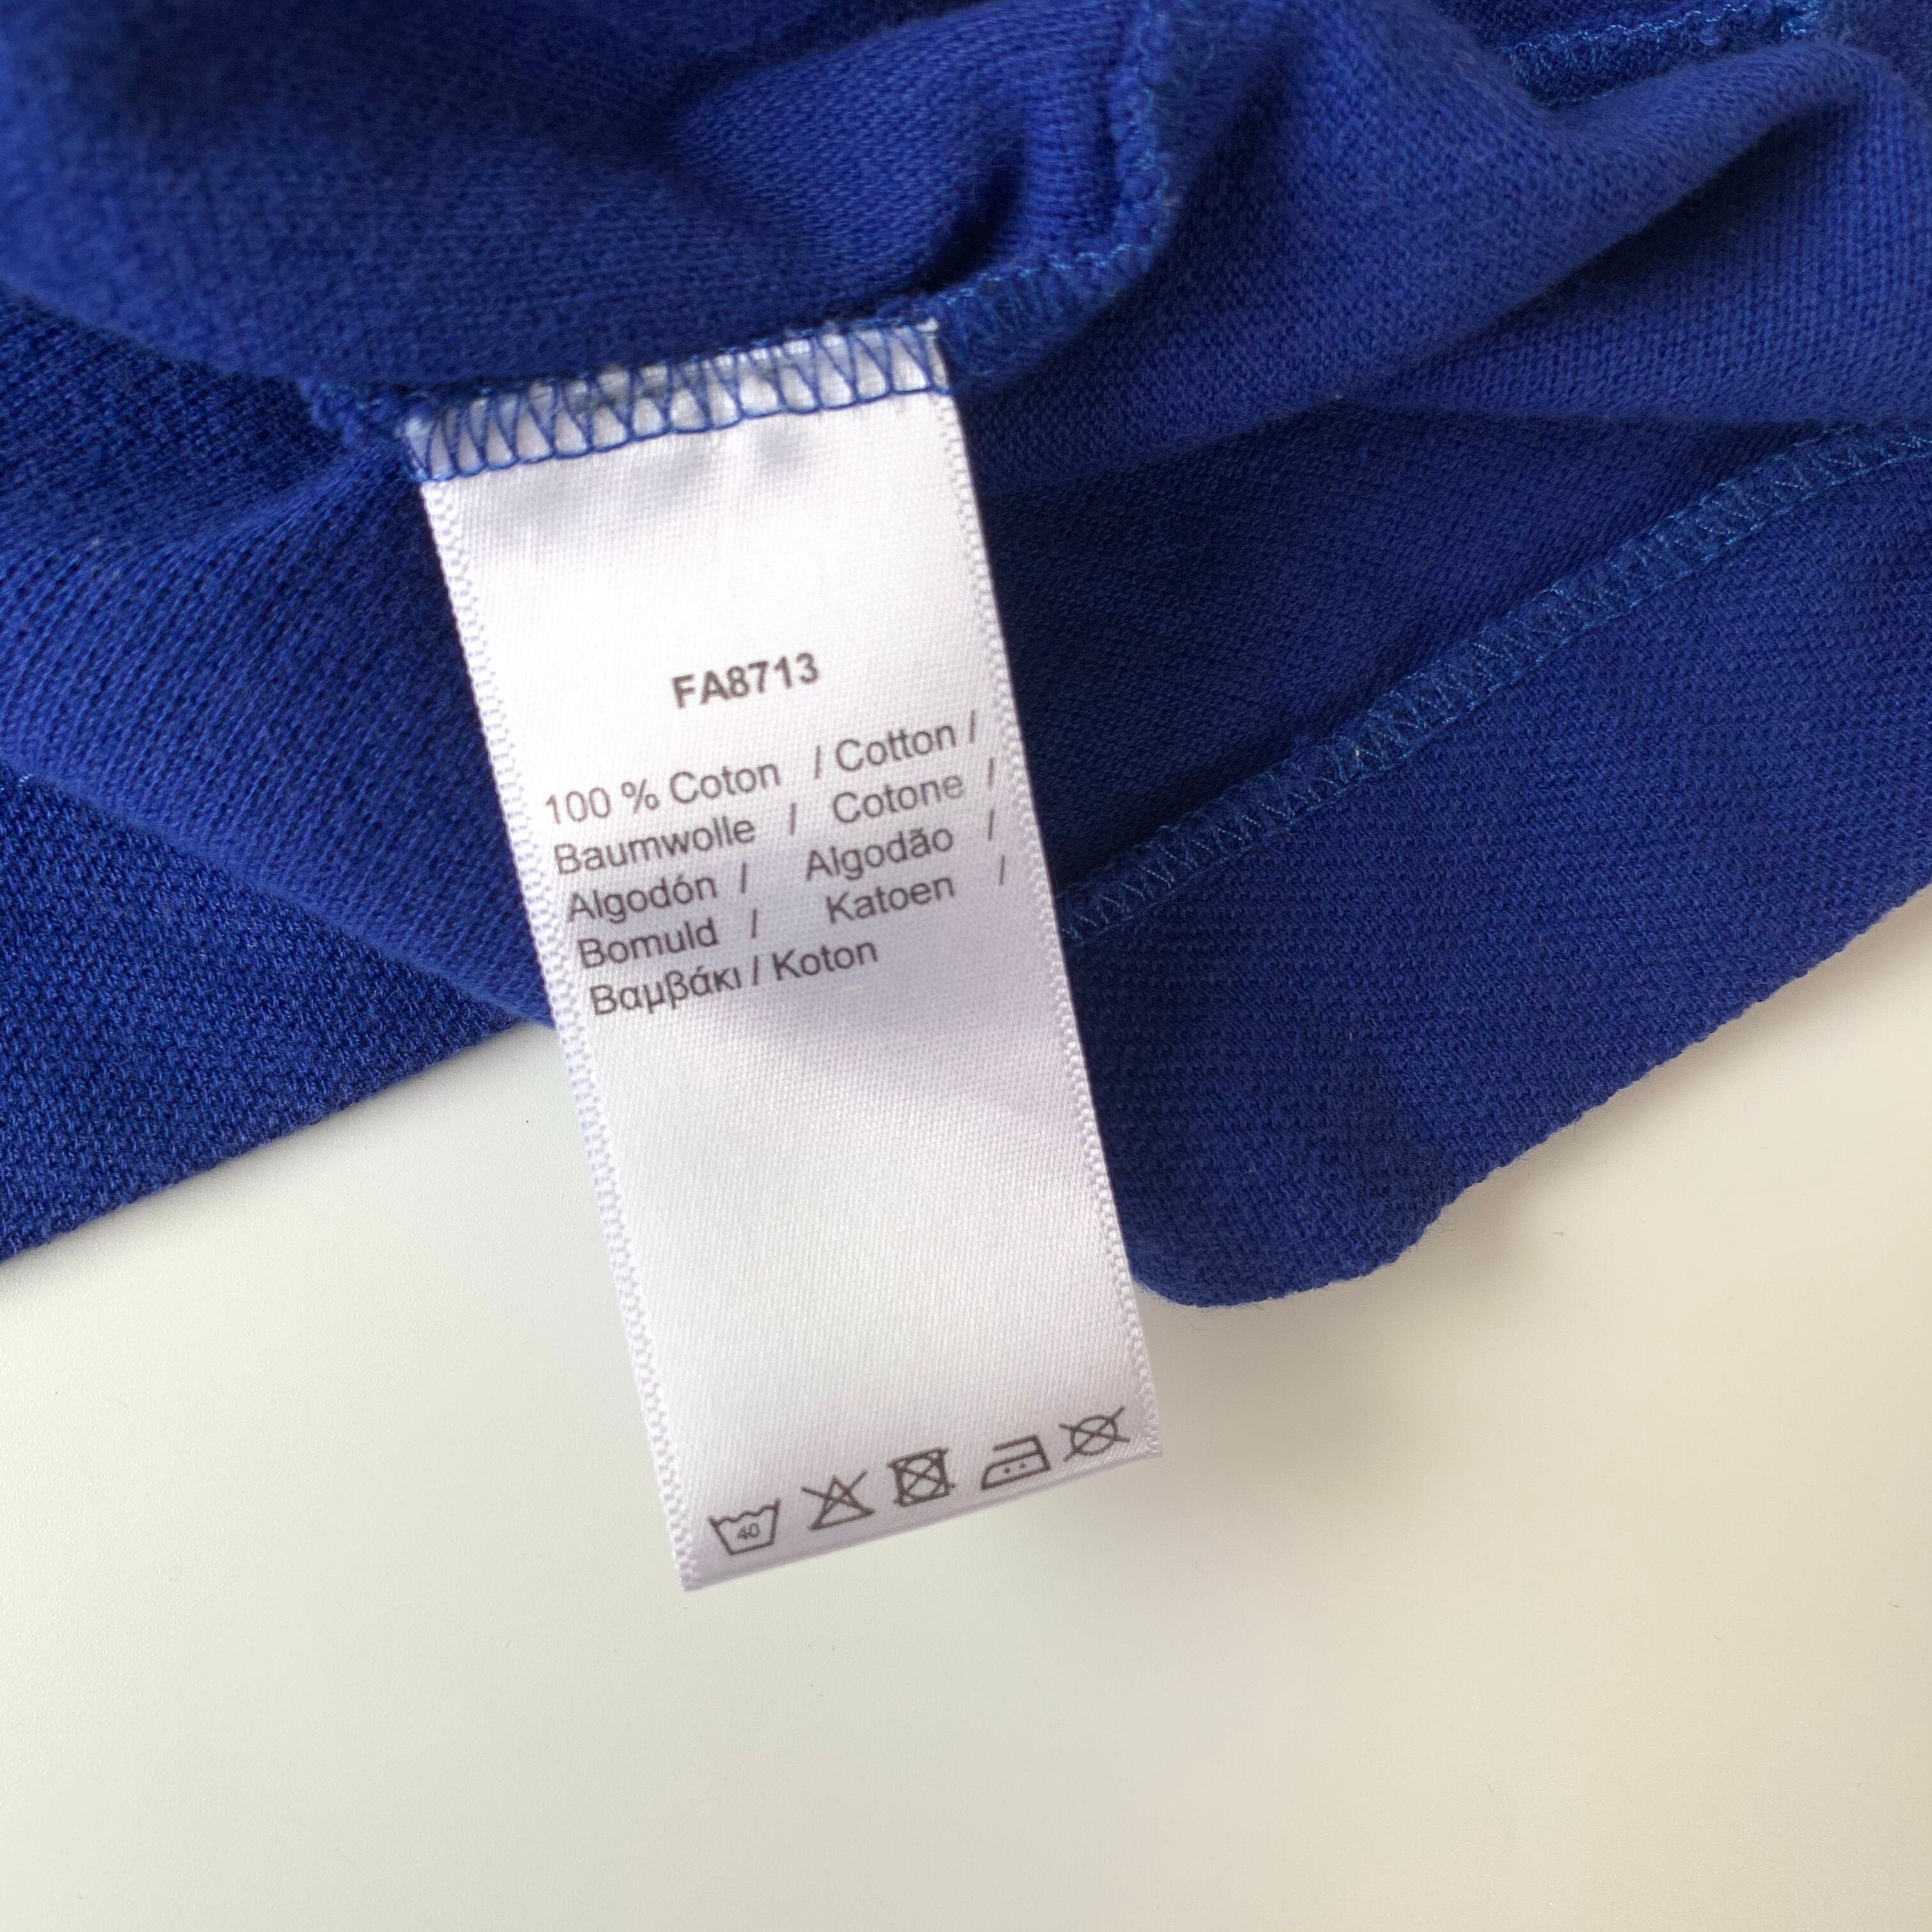 FA8713
100 % Coton / Cotton /
Baumwolle / Cotone /
Algodón / Algodão /
Bomuld / Katoen /
Βαμβάκι / Koton
40